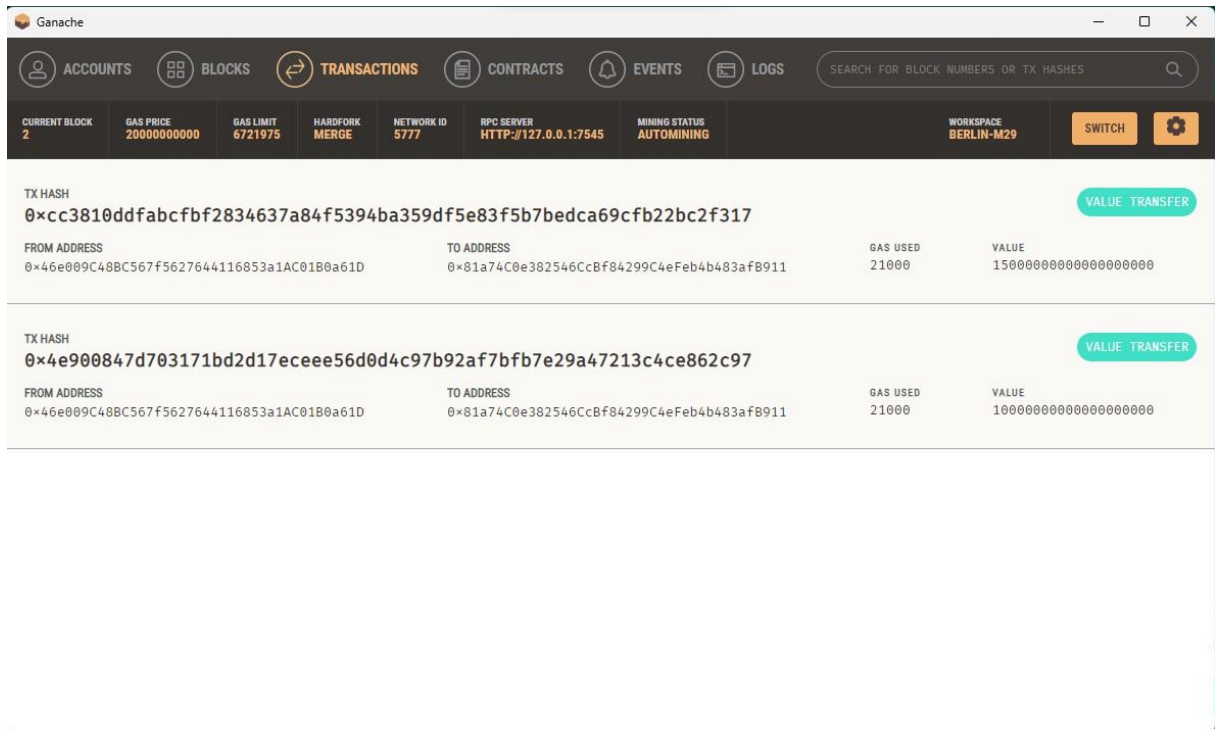 Ganache
ACCOUNTS BLOCKS TRANSACTIONS CONTRACTS EVENTS LOGS SEARCH FOR BLOCK NUMBERS OR TX HASHES
CURRENT BLOCK GAS PRICE GAS LIMIT HARDFORK NETWORK ID RPC SERVER MINING STATUS WORKSPACE
2 20000000000 6721975 MERGE 5777 HTTP://127.0.0.1:7545 AUTOMINING BERLIN-M29 SWITCH
TX HASH
0×cc3810ddfabcfbf2834637a84f5394ba359df5e83f5b7bedca69cfb22bc2f317 VALUE TRANSFER
FROM ADDRESS TO ADDRESS GAS USED VALUE
0×46e009C48BC567f5627644116853a1AC01B0a61D 0×81a74C0e382546CcBf84299C4eFeb4b483afB911 21000 15000000000000000000
TX HASH
0×4e900847d703171bd2d17eceee56d0d4c97b92af7bfb7e29a47213c4ce862c97 VALUE TRANSFER
FROM ADDRESS TO ADDRESS GAS USED VALUE
0×46e009C48BC567f5627644116853a1AC01B0a61D 0×81a74C0e382546CcBf84299C4eFeb4b483afB911 21000 10000000000000000000